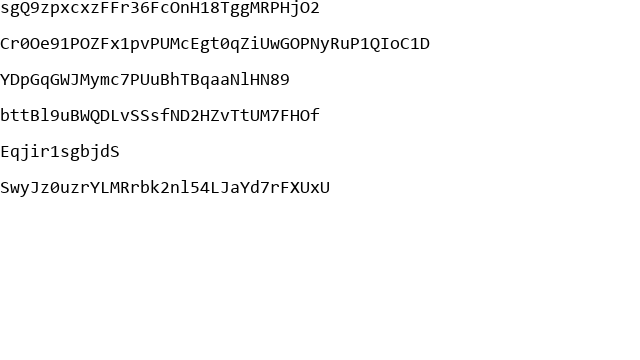 sgQ9zpxcxzFFr36FcOnH18TggMRPHjO2
Cr0Oe91POZFx1pvPUMcEgt0qZiUwGOPNyRuP1QIoC1D
YDpGqGWJMymc7PUuBhTBqaaNlHN89
bttBl9uBWQDLvSSsfND2HZvTtUM7FHOf
Eqjir1sgbjdS
SwyJz0uzrYLMRrbk2nl54LJaYd7rFXUxU